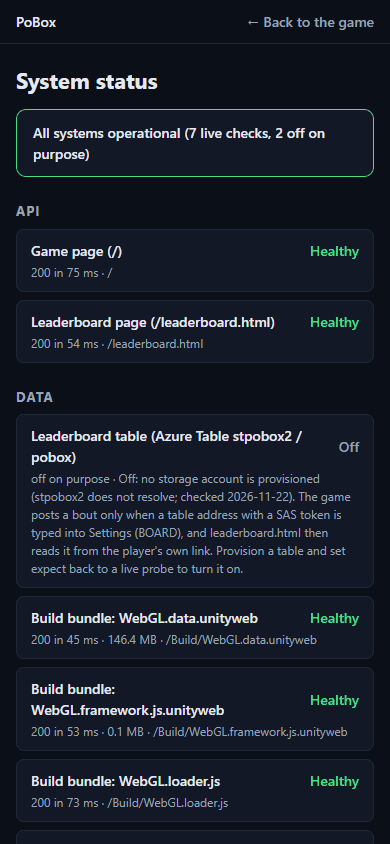 PoBox
← Back to the game
System status
All systems operational (7 live checks, 2 off on
purpose)
API
Game page (/)
Healthy
200 in 75 ms · /
Leaderboard page (/leaderboard.html)
Healthy
200 in 54 ms · /leaderboard.html
DATA
Leaderboard table (Azure Table stpobox2 /
pobox)
Off
off on purpose · Off: no storage account is provisioned
(stpobox2 does not resolve; checked 2026-11-22). The game
posts a bout only when a table address with a SAS token is
typed into Settings (BOARD), and leaderboard.html then
reads it from the player's own link. Provision a table and set
expect back to a live probe to turn it on.
Build bundle: WebGL.data.unityweb
Healthy
200 in 45 ms · 146.4 MB · /Build/WebGL.data.unityweb
Build bundle:
WebGL.framework.js.unityweb
Healthy
200 in 53 ms · 0.1 MB · /Build/WebGL.framework.js.unityweb
Build bundle: WebGL.loader.js
Healthy
200 in 73 ms · /Build/WebGL.loader.js